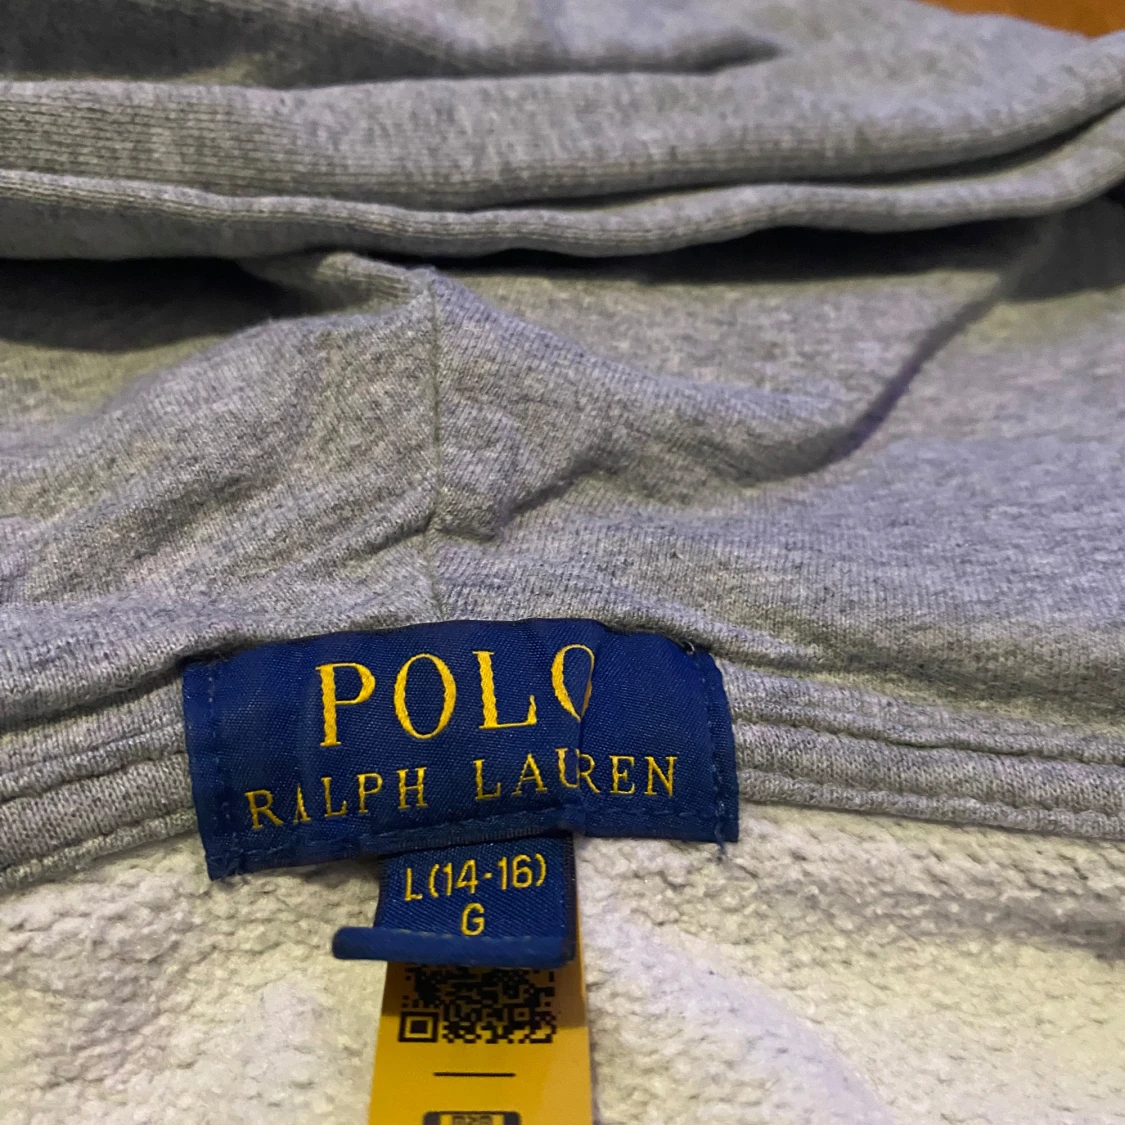 POLO
RALPH LAUREN
L(14-16)
G